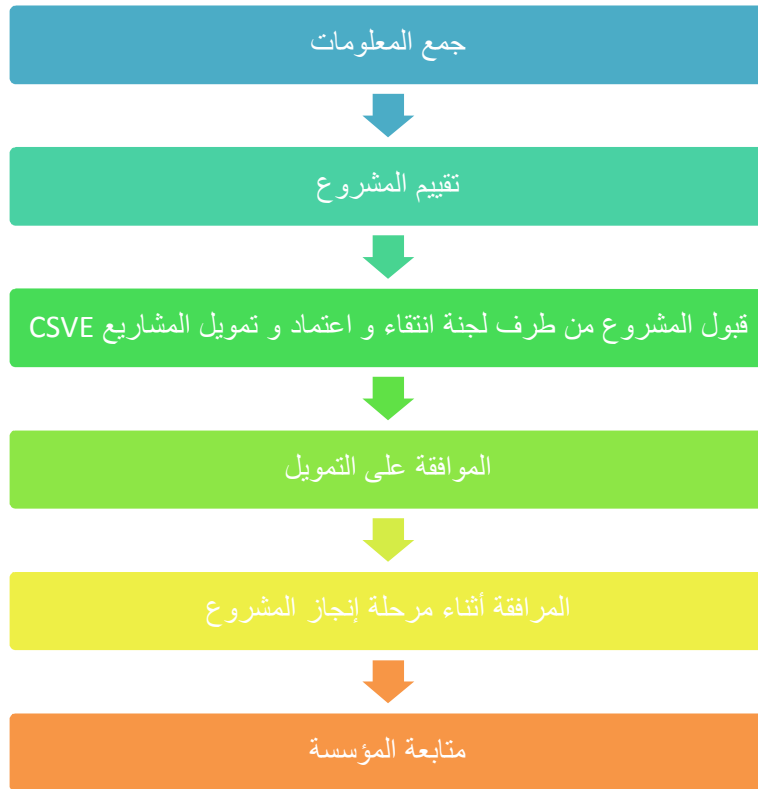 جمع المعلومات
تقييم المشروع
قبول المشروع من طرف لجنة انتقاء و اعتماد و تمويل المشاريع CSVE
الموافقة على التمويل
المرافقة أثناء مرحلة إنجاز المشروع
متابعة المؤسسة